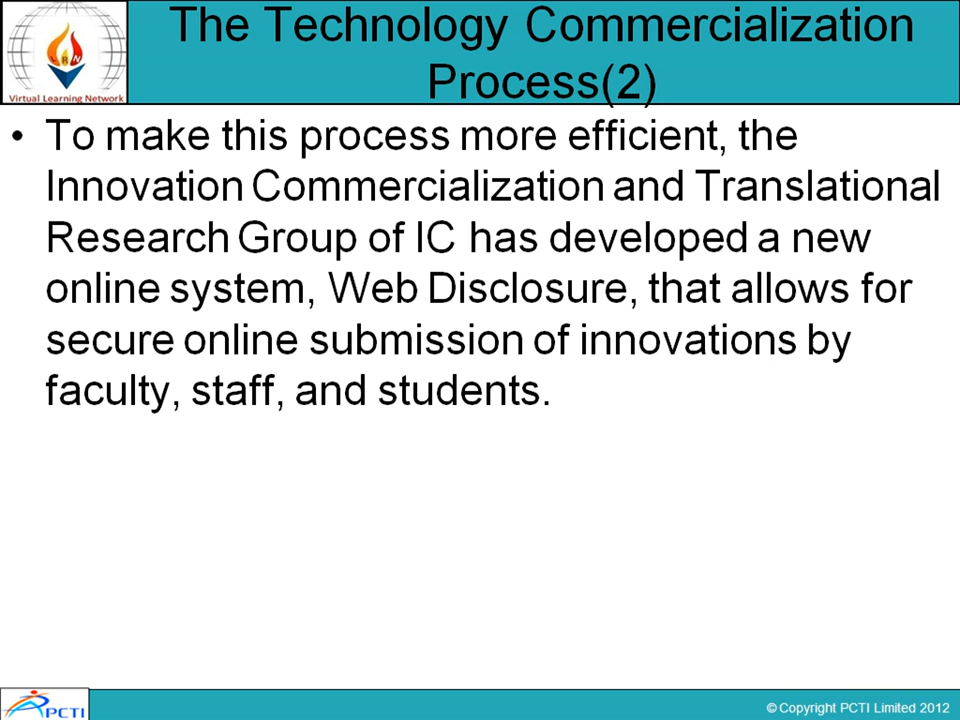 The Technology Commercialization
Process(2)
RN
Virtual Learning Network
• To make this process more efficient, the
Innovation Commercialization and Translational
Research Group of IC has developed a new
online system, Web Disclosure, that allows for
secure online submission of innovations by
faculty, staff, and students.
PCTI
© Copyright PCTI Limited 2012